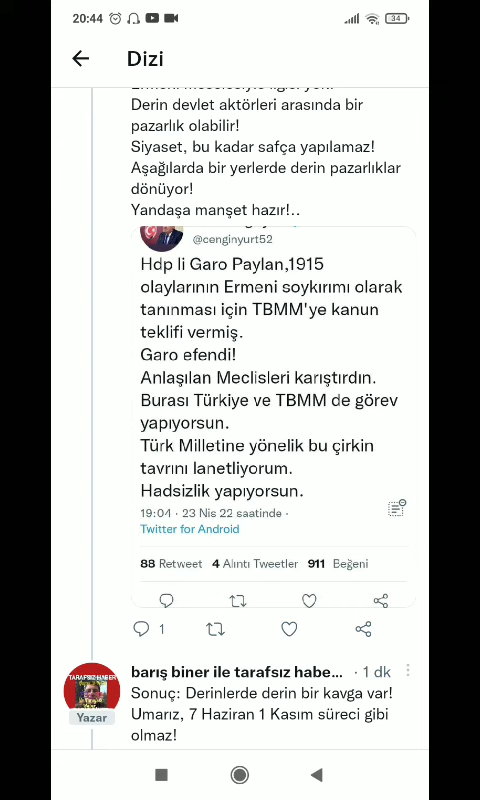 20:44
34
Dizi
Derin devlet aktörleri arasında bir
pazarlık olabilir!
Siyaset, bu kadar safça yapılamaz!
Aşağılarda bir yerlerde derin pazarlıklar
dönüyor!
Yandaşa manşet hazır!..
@cenginyurt52
Hdp li Garo Paylan,1915
olaylarının Ermeni soykırımı olarak
tanınması için TBMM'ye kanun
teklifi vermiş.
Garo efendi!
Anlaşılan Meclisleri karıştırdın.
Burası Türkiye ve TBMM de görev
yapıyorsun.
Türk Milletine yönelik bu çirkin
tavrını lanetliyorum.
Hadsizlik yapıyorsun.
19:04 · 23 Nis 22 saatinde ·
Twitter for Android
88 Retweet 4 Alıntı Tweetler 911 Beğeni
1
TARAFSIZ HABER
barış biner ile tarafsız habe... · 1 dk
Yazar
Sonuç: Derinlerde derin bir kavga var!
Umarız, 7 Haziran 1 Kasım süreci gibi
olmaz!